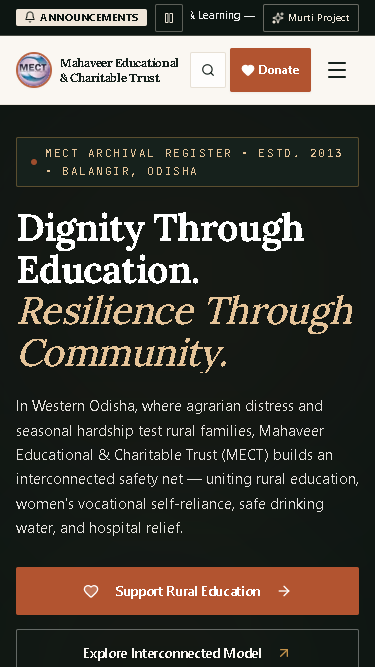 ANNOUNCEMENTS
& Learning —
Murti Project
MECT
Mahaveer Educational
& Charitable Trust
Donate
MECT ARCHIVAL REGISTER • ESTD. 2013
• BALANGIR, ODISHA
Dignity Through
Education.
Resilience Through
Community.
In Western Odisha, where agrarian distress and
seasonal hardship test rural families, Mahaveer
Educational & Charitable Trust (MECT) builds an
interconnected safety net — uniting rural education,
women's vocational self-reliance, safe drinking
water, and hospital relief.
Support Rural Education
Explore Interconnected Model